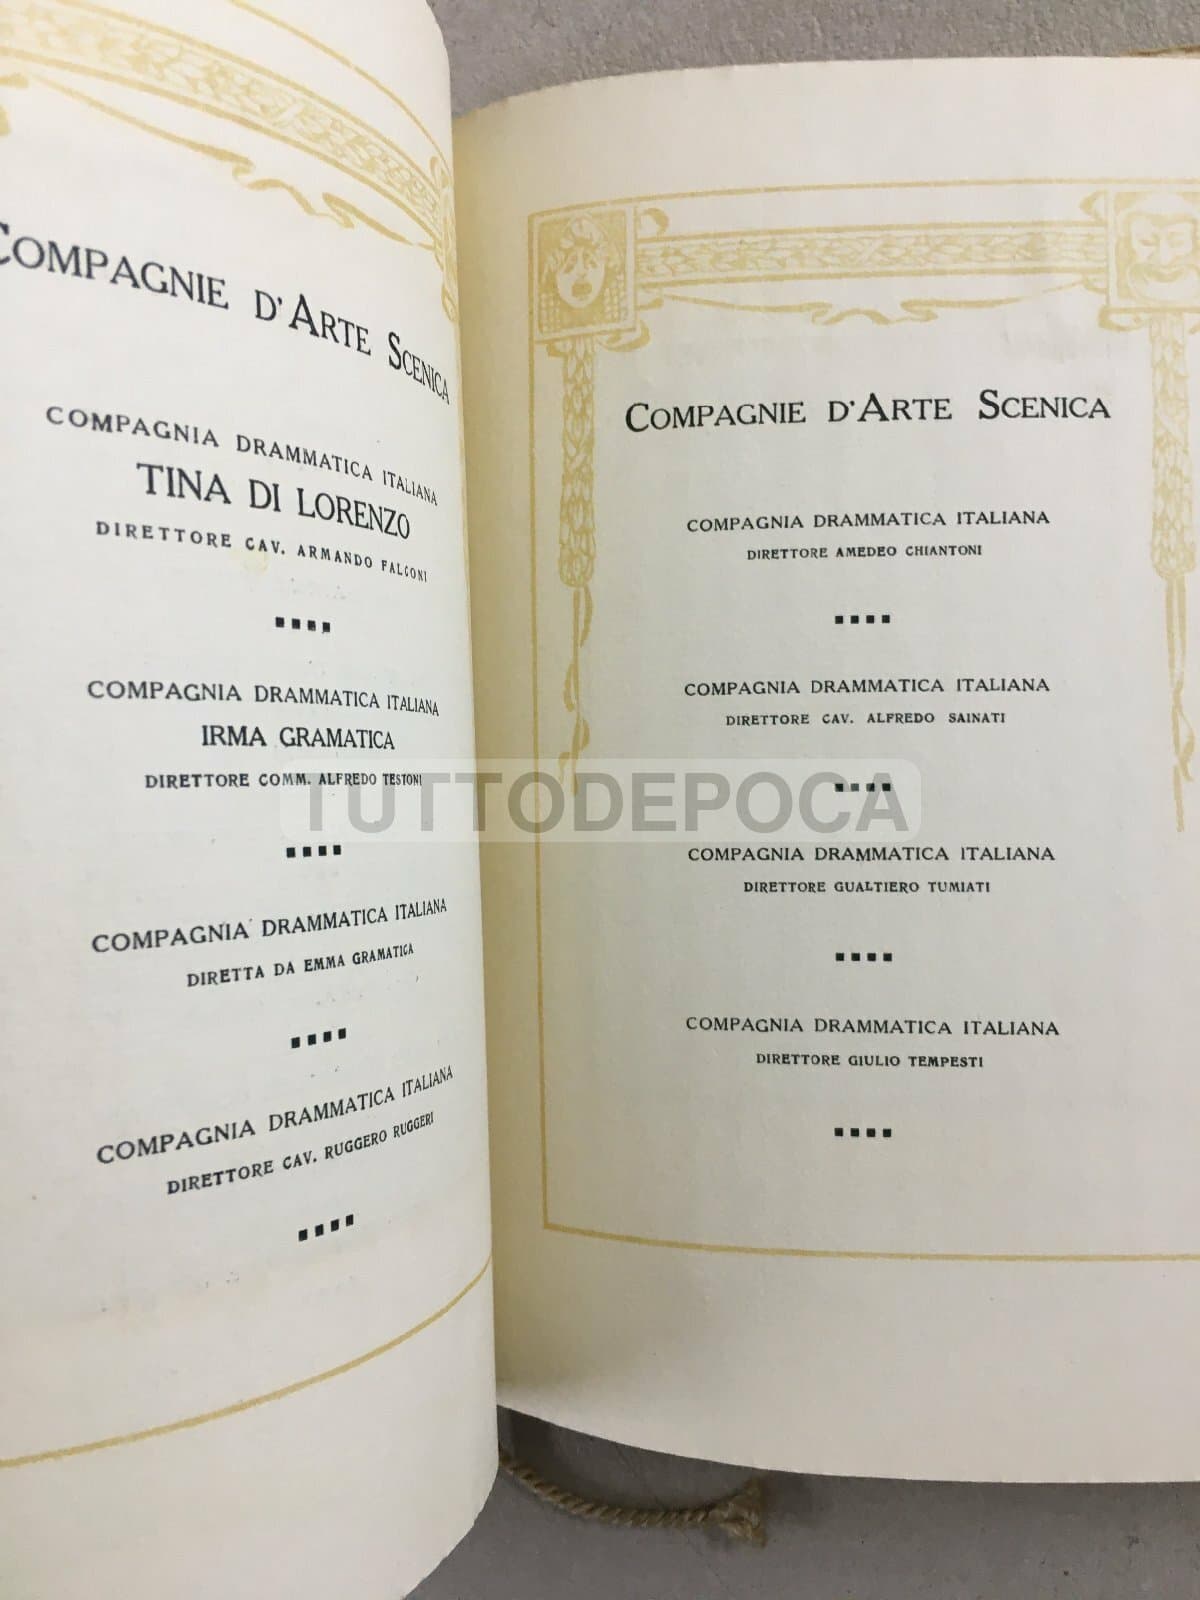 COMPAGNIE D'ARTE SCENICA
COMPAGNIA DRAMMATICA ITALIANA
TINA DI LORENZO
DIRETTORE CAV. ARMANDO FALCONI
COMPAGNIA DRAMMATICA ITALIANA
IRMA GRAMATICA
DIRETTORE COMM. ALFREDO TESTONI
COMPAGNIA DRAMMATICA ITALIANA
DIRETTA DA EMMA GRAMATICA
COMPAGNIA DRAMMATICA ITALIANA
DIRETTORE CAV. RUGGERO RUGGERI
COMPAGNIE D'ARTE SCENICA
COMPAGNIA DRAMMATICA ITALIANA
DIRETTORE AMEDEO CHIANTONI
COMPAGNIA DRAMMATICA ITALIANA
DIRETTORE CAV. ALFREDO SAINATI
COMPAGNIA DRAMMATICA ITALIANA
DIRETTORE GUALTIERO TUMIATI
COMPAGNIA DRAMMATICA ITALIANA
DIRETTORE GIULIO TEMPESTI
TUTTODEPOCA